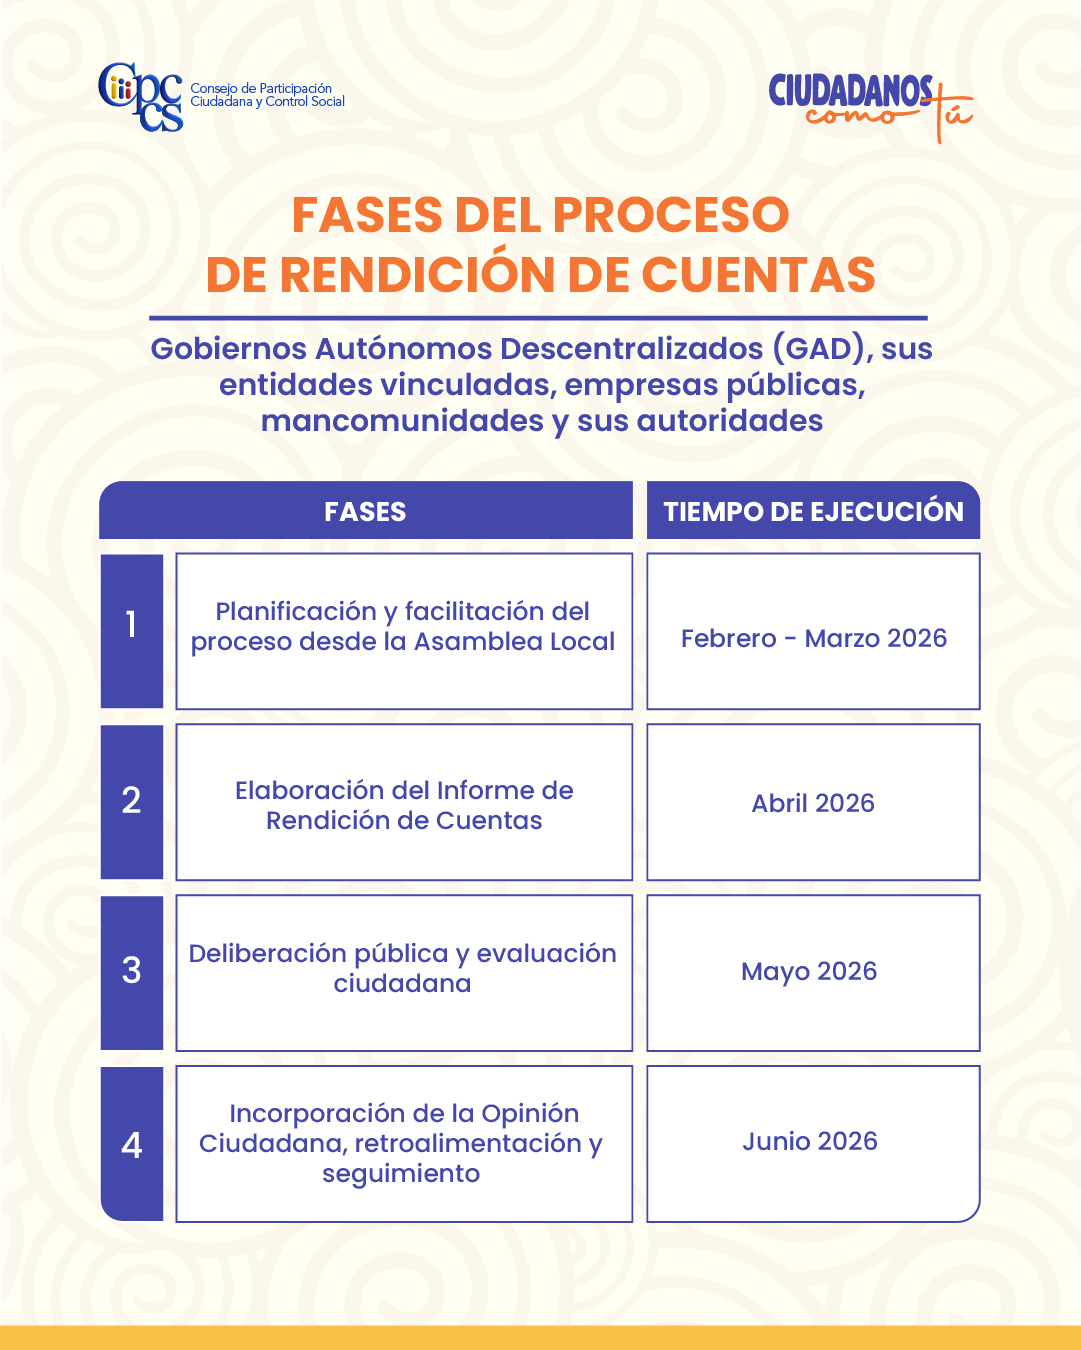 Cpccs
Consejo de Participación
Ciudadana y Control Social
CIUDADANOS
como tú
FASES DEL PROCESO
DE RENDICIÓN DE CUENTAS
Gobiernos Autónomos Descentralizados (GAD), sus
entidades vinculadas, empresas públicas,
mancomunidades y sus autoridades
FASES
TIEMPO DE EJECUCIÓN
1
Planificación y facilitación del
proceso desde la Asamblea Local
Febrero - Marzo 2026
2
Elaboración del Informe de
Rendición de Cuentas
Abril 2026
3
Deliberación pública y evaluación
ciudadana
Mayo 2026
4
Incorporación de la Opinión
Ciudadana, retroalimentación y
seguimiento
Junio 2026